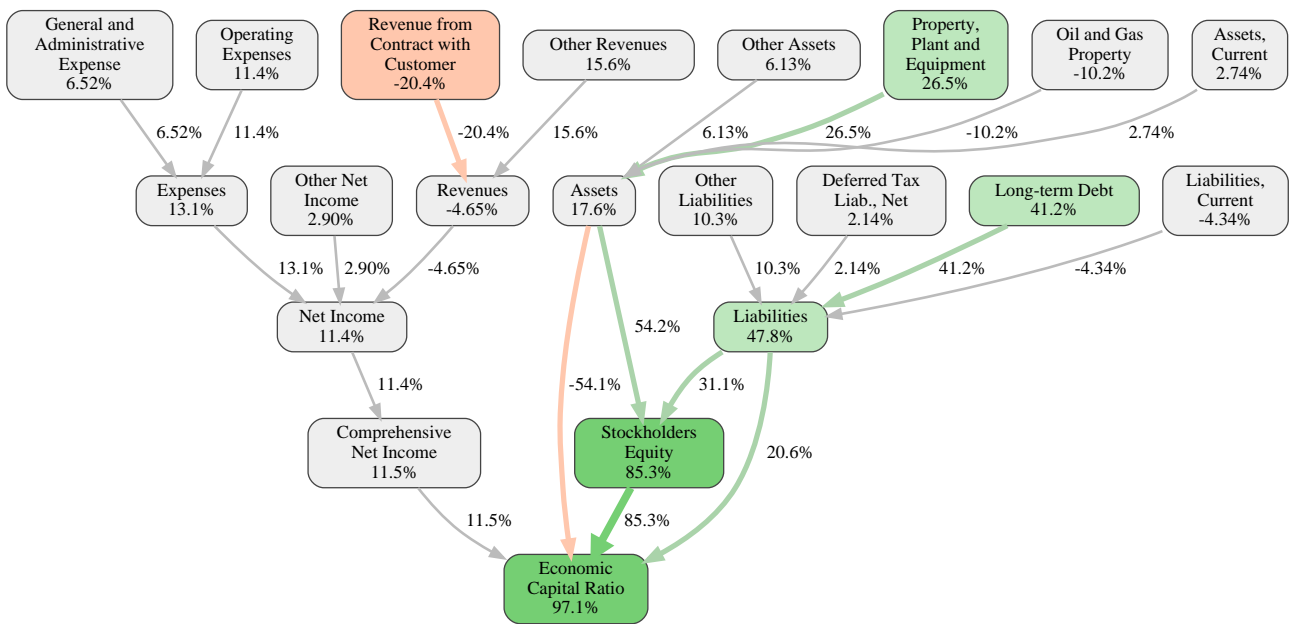 General and
Administrative
Expense
6.52%
Operating
Expenses
11.4%
Revenue from
Contract with
Customer
-20.4%
Other Revenues
15.6%
Other Assets
6.13%
Property,
Plant and
Equipment
26.5%
Oil and Gas
Property
-10.2%
Assets,
Current
2.74%
6.52%
11.4%
-20.4%
15.6%
6.13%
26.5%
-10.2%
2.74%
Expenses
13.1%
Other Net
Income
2.90%
Revenues
-4.65%
Assets
17.6%
Other
Liabilities
10.3%
Deferred Tax
Liab., Net
2.14%
Long-term Debt
41.2%
Liabilities,
Current
-4.34%
13.1%
2.90%
-4.65%
10.3%
2.14%
41.2%
-4.34%
Net Income
11.4%
Liabilities
47.8%
54.2%
11.4%
-54.1%
31.1%
Comprehensive
Net Income
11.5%
Stockholders
Equity
85.3%
20.6%
11.5%
85.3%
Economic
Capital Ratio
97.1%